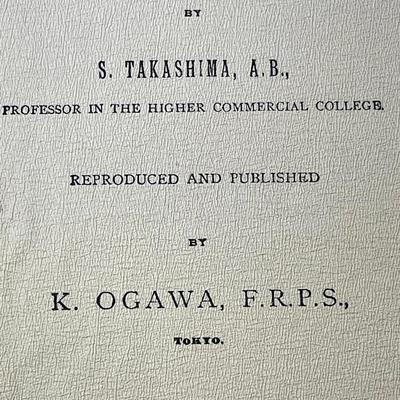 BY
S. TAKASHIMA, A.B.,
PROFESSOR IN THE HIGHER COMMERCIAL COLLEGE.
REPRODUCED AND PUBLISHED
BY
K. OGAWA, F.R.P.S.,
TOKYO.